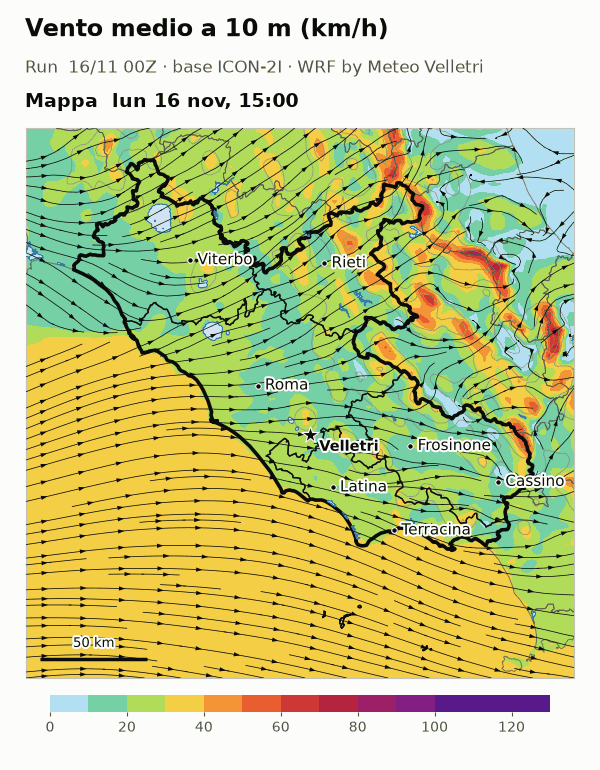 Vento medio a 10 m (km/h)
Run  16/11 00Z · base ICON-2I · WRF by Meteo Velletri
Mappa  lun 16 nov, 15:00
Viterbo
Rieti
Roma
Velletri
Frosinone
Cassino
Latina
Terracina
50 km
0 20 40 60 80 100 120